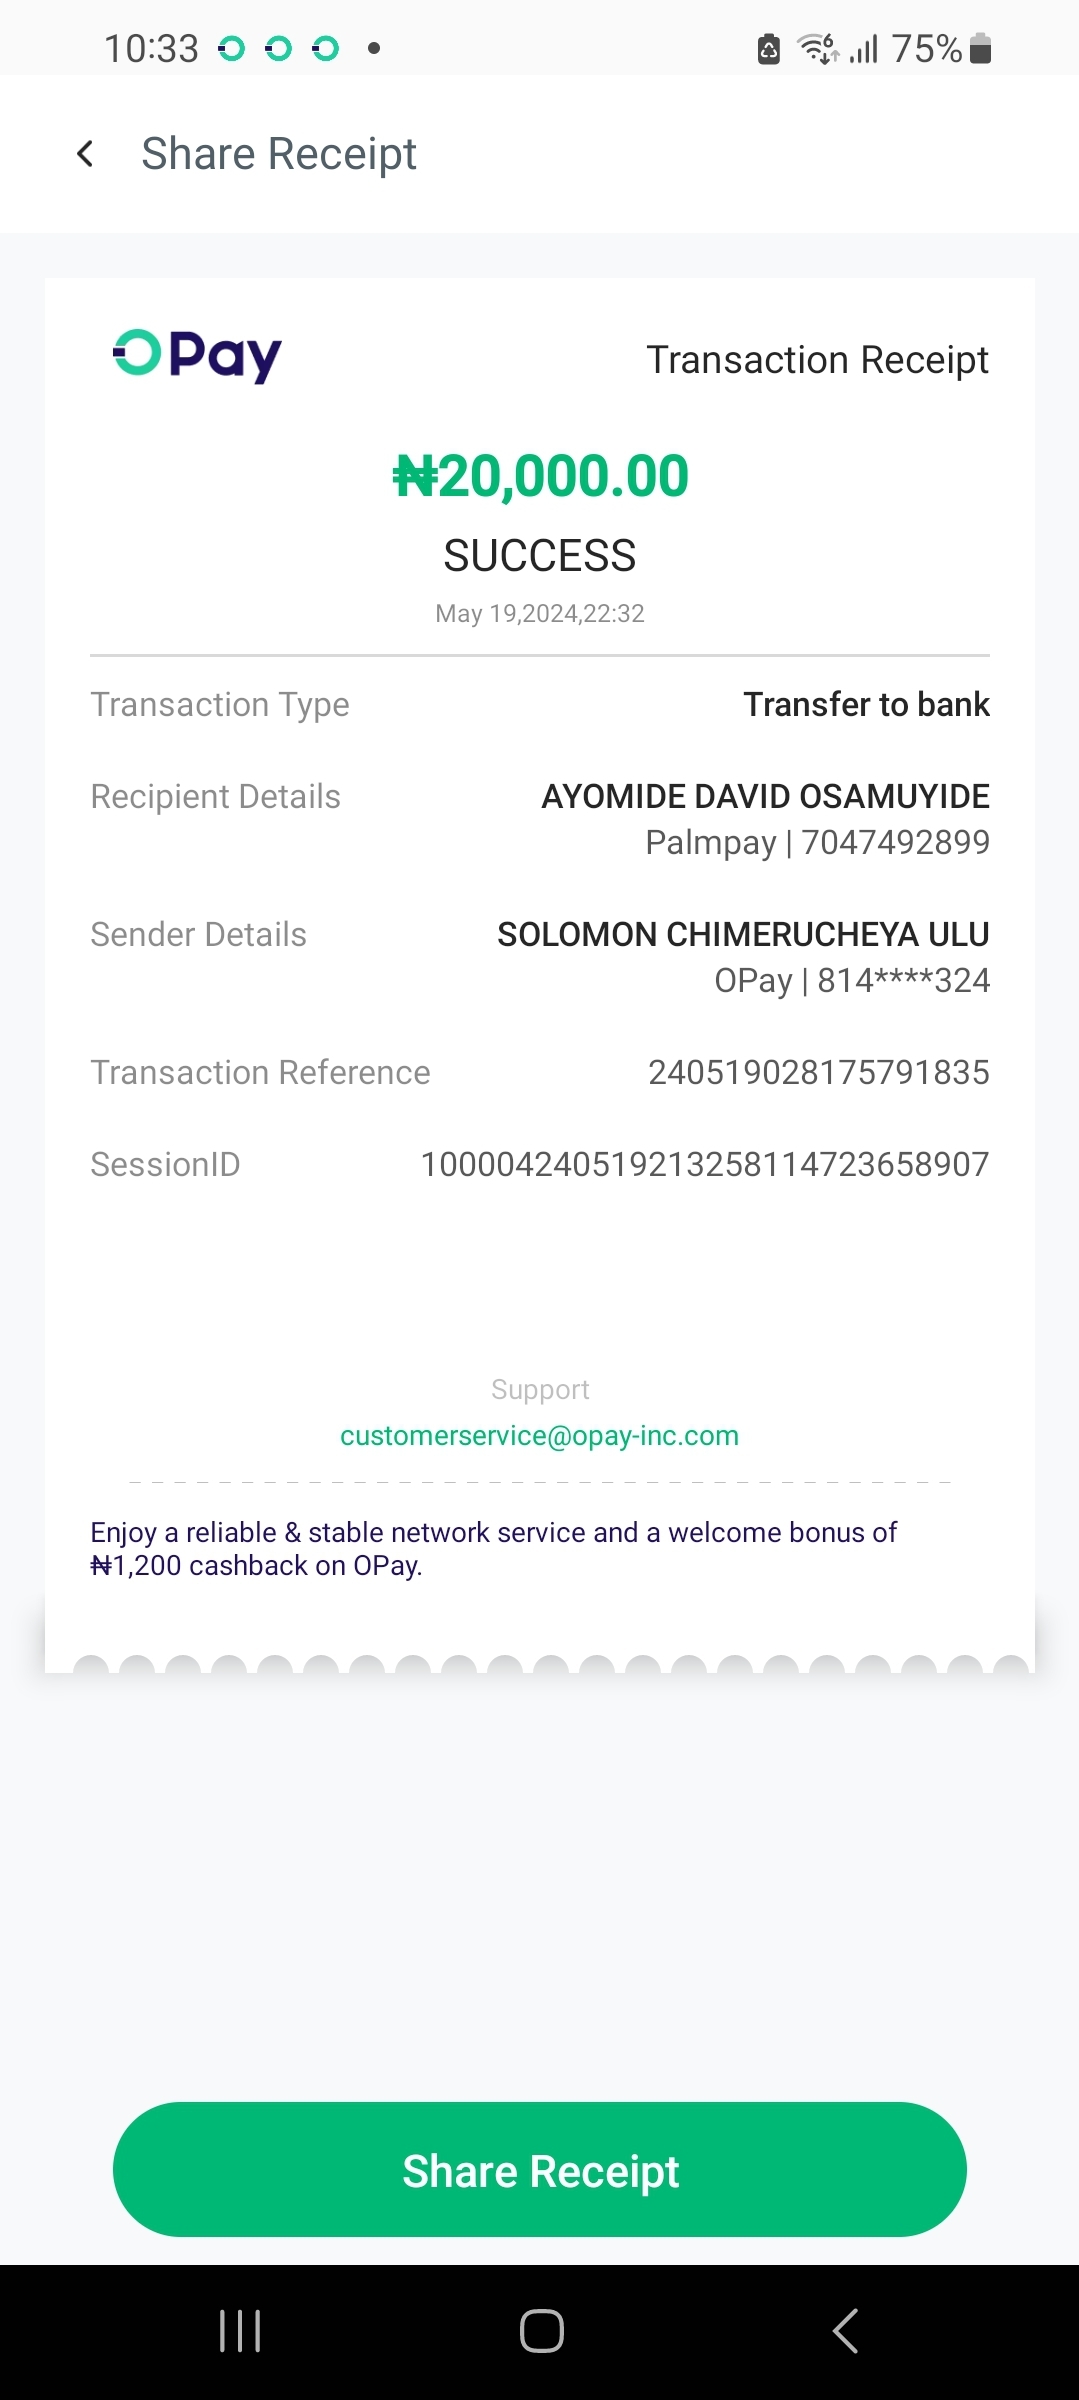 10:33
75%
Share Receipt
OPay
Transaction Receipt
₦20,000.00
SUCCESS
May 19,2024,22:32
Transaction Type Transfer to bank
Recipient Details AYOMIDE DAVID OSAMUYIDE
Palmpay | 7047492899
Sender Details SOLOMON CHIMERUCHEYA ULU
OPay | 814****324
Transaction Reference 240519028175791835
SessionID 100004240519213258114723658907
Support
customerservice@opay-inc.com
Enjoy a reliable & stable network service and a welcome bonus of
₦1,200 cashback on OPay.
Share Receipt